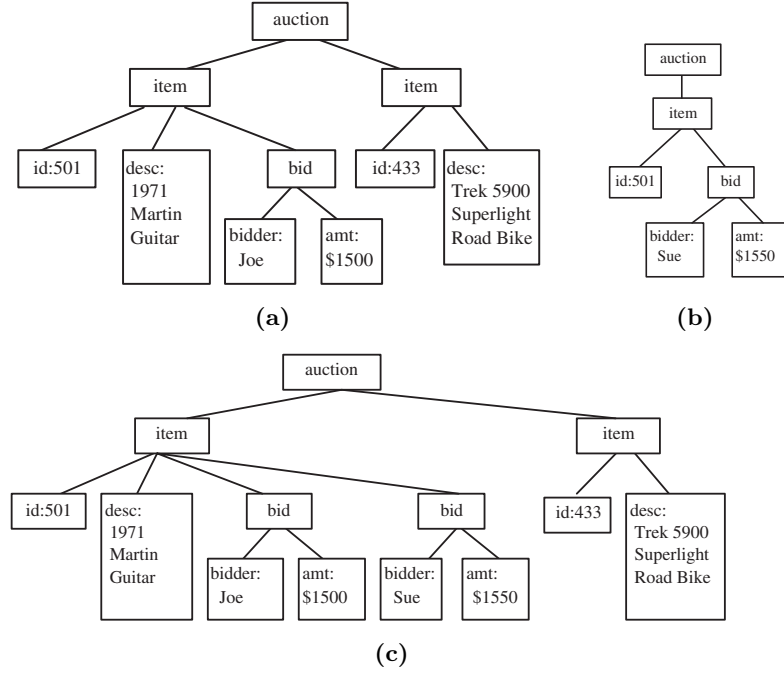 auction
item
item
id:501
desc:
1971
Martin
Guitar
bid
bidder:
Joe
amt:
$1500
id:433
desc:
Trek 5900
Superlight
Road Bike
(a)
auction
item
id:501
bid
bidder:
Sue
amt:
$1550
(b)
auction
item
item
id:501
desc:
1971
Martin
Guitar
bid
bidder:
Joe
amt:
$1500
bid
bidder:
Sue
amt:
$1550
id:433
desc:
Trek 5900
Superlight
Road Bike
(c)